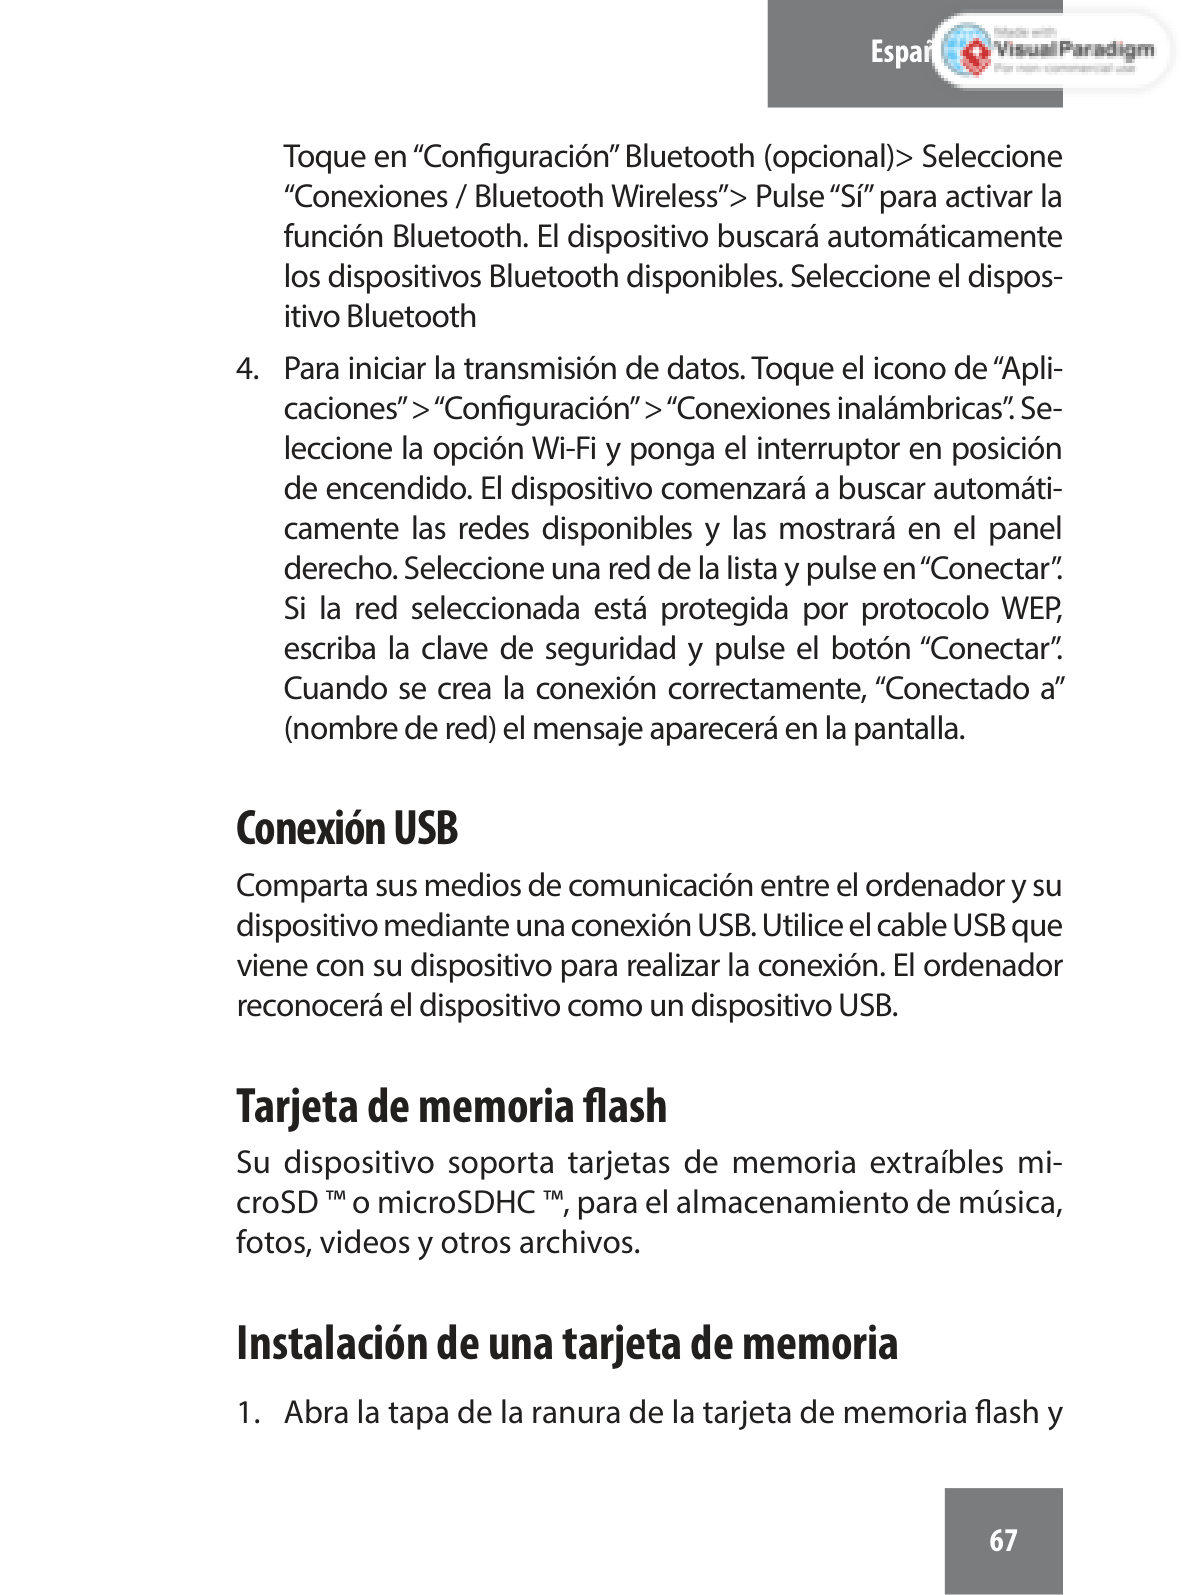 Españ
Made with
Visual Paradigm
For non-commercial use
Toque en “Configuración” Bluetooth (opcional)> Seleccione
“Conexiones / Bluetooth Wireless”> Pulse “Sí” para activar la
función Bluetooth. El dispositivo buscará automáticamente
los dispositivos Bluetooth disponibles. Seleccione el dispos-
itivo Bluetooth
4. Para iniciar la transmisión de datos. Toque el icono de “Apli-
caciones” > “Configuración” > “Conexiones inalámbricas”. Se-
leccione la opción Wi-Fi y ponga el interruptor en posición
de encendido. El dispositivo comenzará a buscar automáti-
camente las redes disponibles y las mostrará en el panel
derecho. Seleccione una red de la lista y pulse en “Conectar”.
Si la red seleccionada está protegida por protocolo WEP,
escriba la clave de seguridad y pulse el botón “Conectar”.
Cuando se crea la conexión correctamente, “Conectado a”
(nombre de red) el mensaje aparecerá en la pantalla.
Conexión USB
Comparta sus medios de comunicación entre el ordenador y su
dispositivo mediante una conexión USB. Utilice el cable USB que
viene con su dispositivo para realizar la conexión. El ordenador
reconocerá el dispositivo como un dispositivo USB.
Tarjeta de memoria flash
Su dispositivo soporta tarjetas de memoria extraíbles mi-
croSD ™ o microSDHC ™, para el almacenamiento de música,
fotos, videos y otros archivos.
Instalación de una tarjeta de memoria
1. Abra la tapa de la ranura de la tarjeta de memoria flash y
67